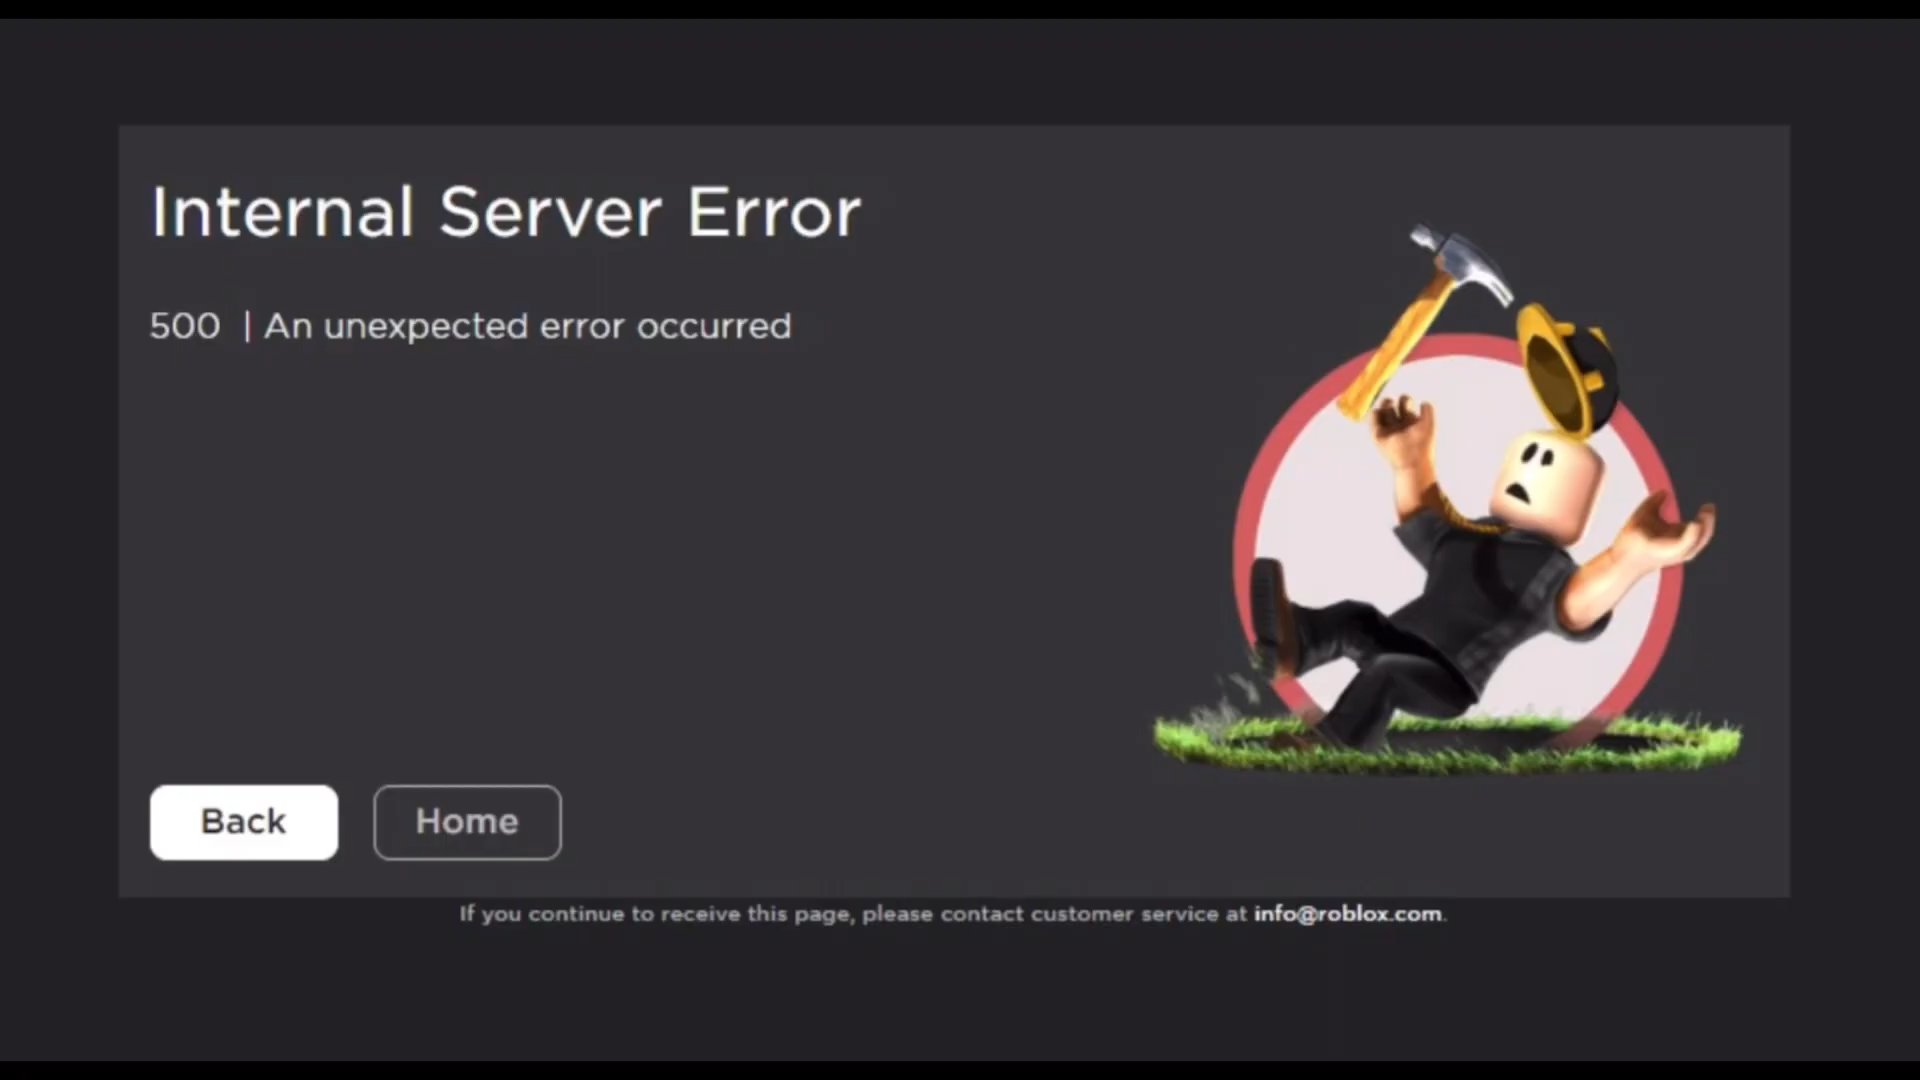 Internal Server Error
500 | An unexpected error occurred
Back
Home
If you continue to receive this page, please contact customer service at info@roblox.com.